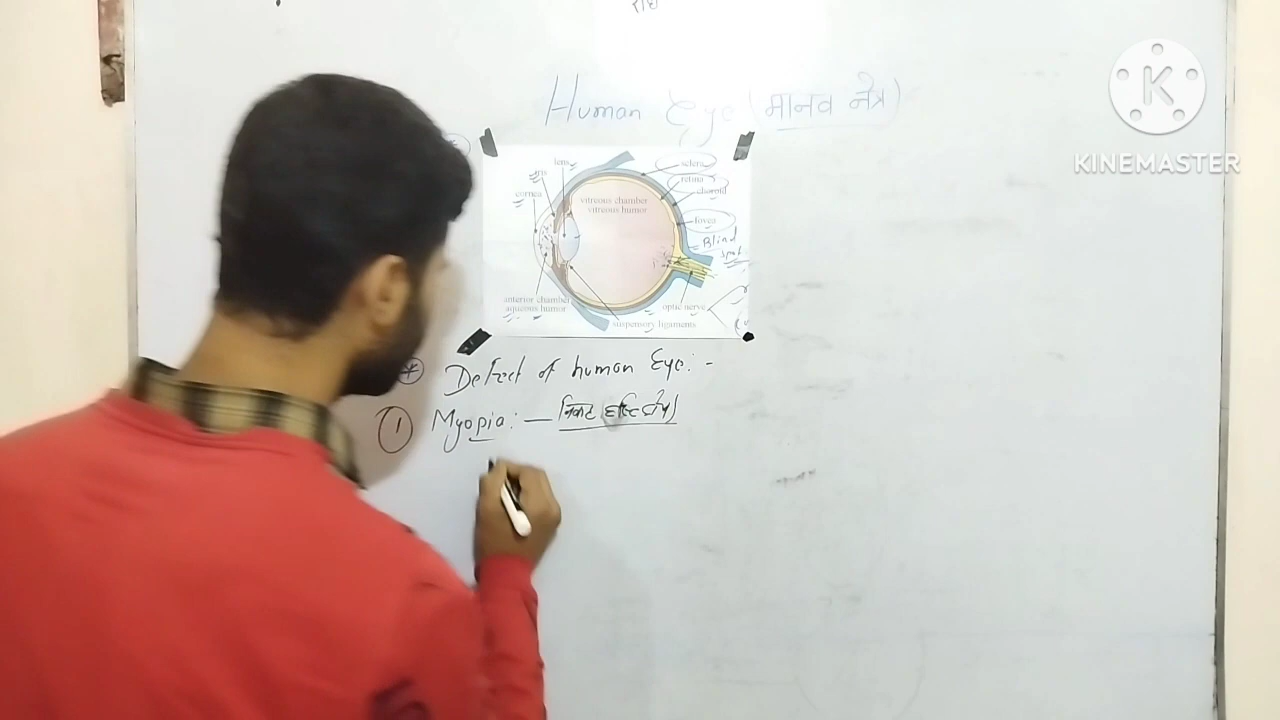 Human Eye (मानव नेत्र)
KINEMASTER
lens
cornea
sclera
retina
choroid
vitreous chamber
vitreous humor
fovea
Blind
spot
anterior chamber
aqueous humor
optic nerve
suspensory ligaments
* Defect of human Eye:-
1 Myopia:— निकट दृष्टि दोष)